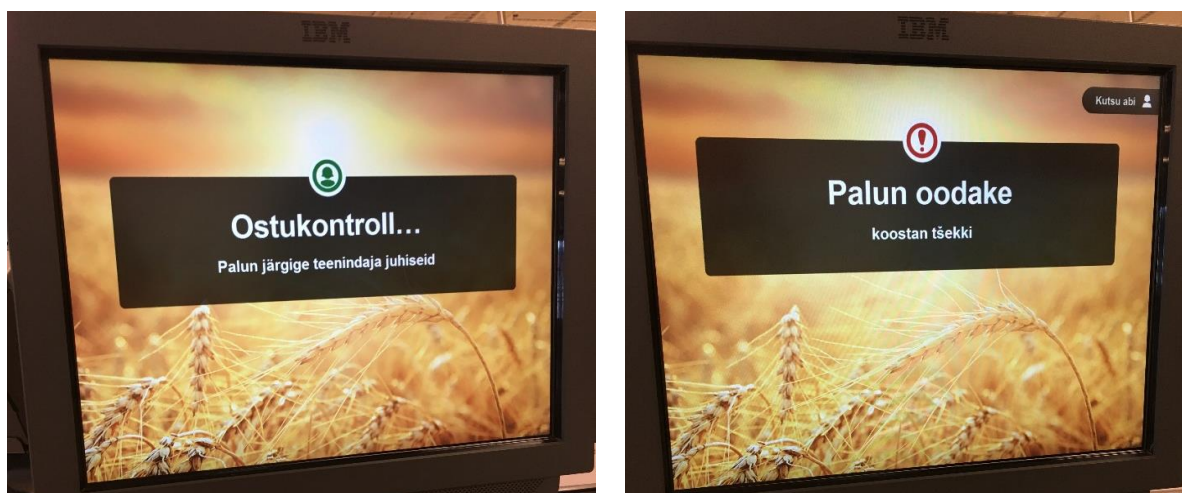 IBM
Ostukontroll...
Palun järgige teenindaja juhiseid
IBM
Kutsu abi
Palun oodake
koostan tšekki